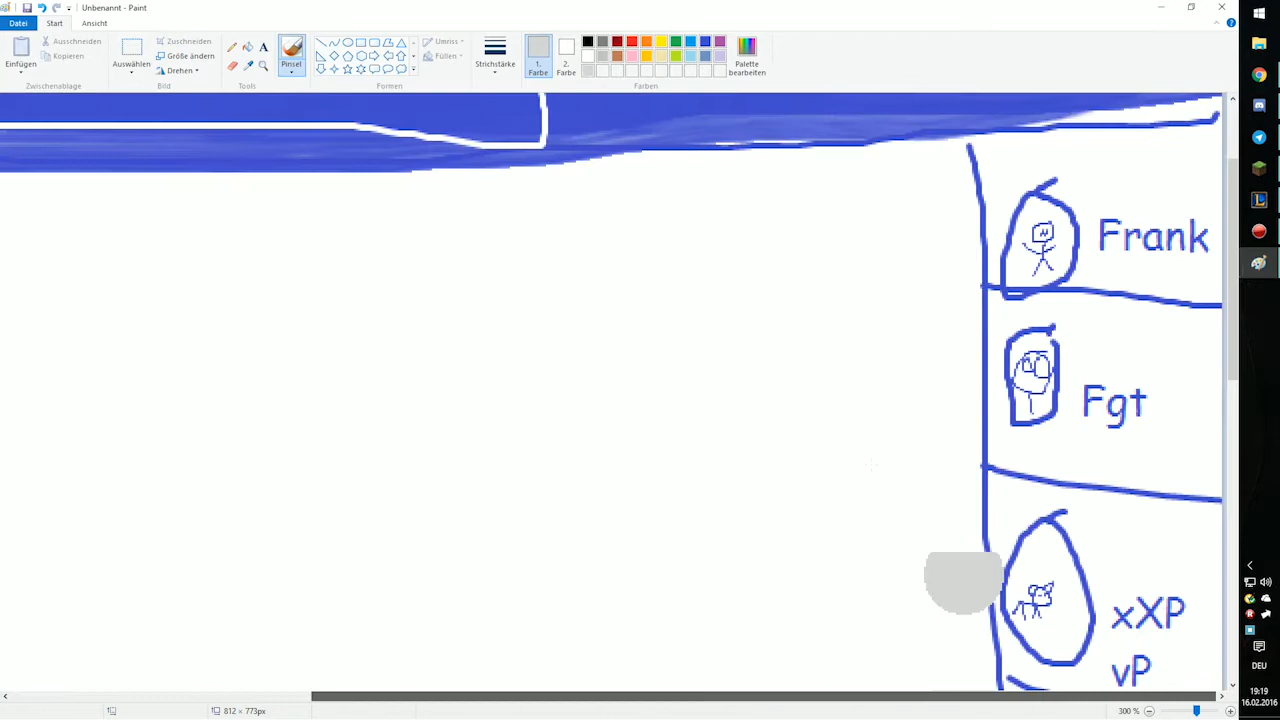 Unbenannt - Paint
Datei
Start
Ansicht
Einfügen
Ausschneiden
Kopieren
Zwischenablage
Auswählen
Zuschneiden
Größe ändern
Drehen
Bild
Tools
Pinsel
Formen
Umriss
Füllen
Strichstärke
1.
Farbe
2.
Farbe
Farben
Palette
bearbeiten
Frank
Fgt
xXP
vP
812 × 773px
300 %
DEU
19:19
16.02.2016